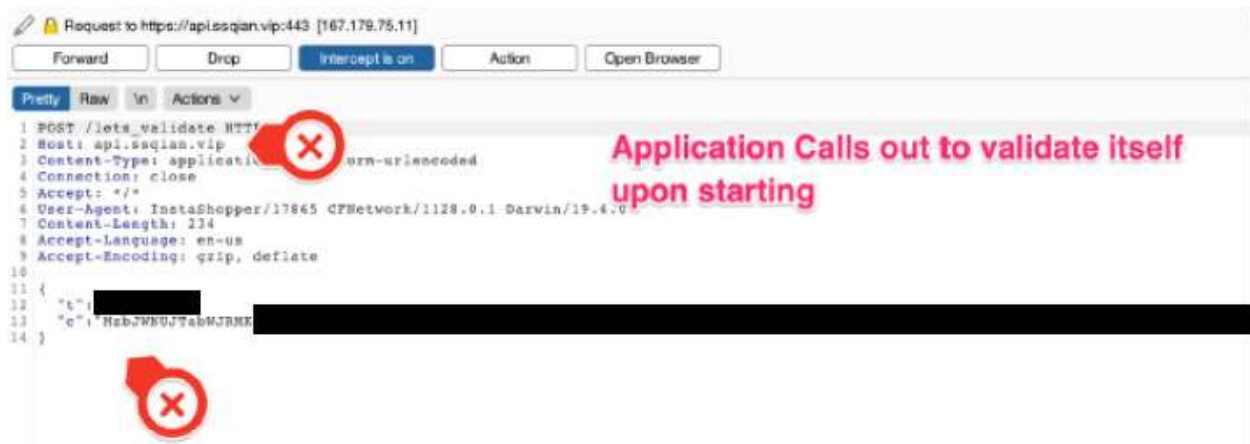 Request to https://api.ssqian.vip:443 [167.179.75.11]
Forward Drop Intercept is on Action Open Browser
Pretty Raw \n Actions
1 POST /lets_validate HTT
2 Host: api.ssqian.vip
3 Content-Type: applicatio orm-urlencoded
4 Connection: close
5 Accept: */*
6 User-Agent: InstaShopper/17865 CFNetwork/1128.0.1 Darwin/19.4.0
7 Content-Length: 234
8 Accept-Language: en-us
9 Accept-Encoding: gzip, deflate
10
11 {
12 "t":
13 "c":
14 }
Application Calls out to validate itself
upon starting